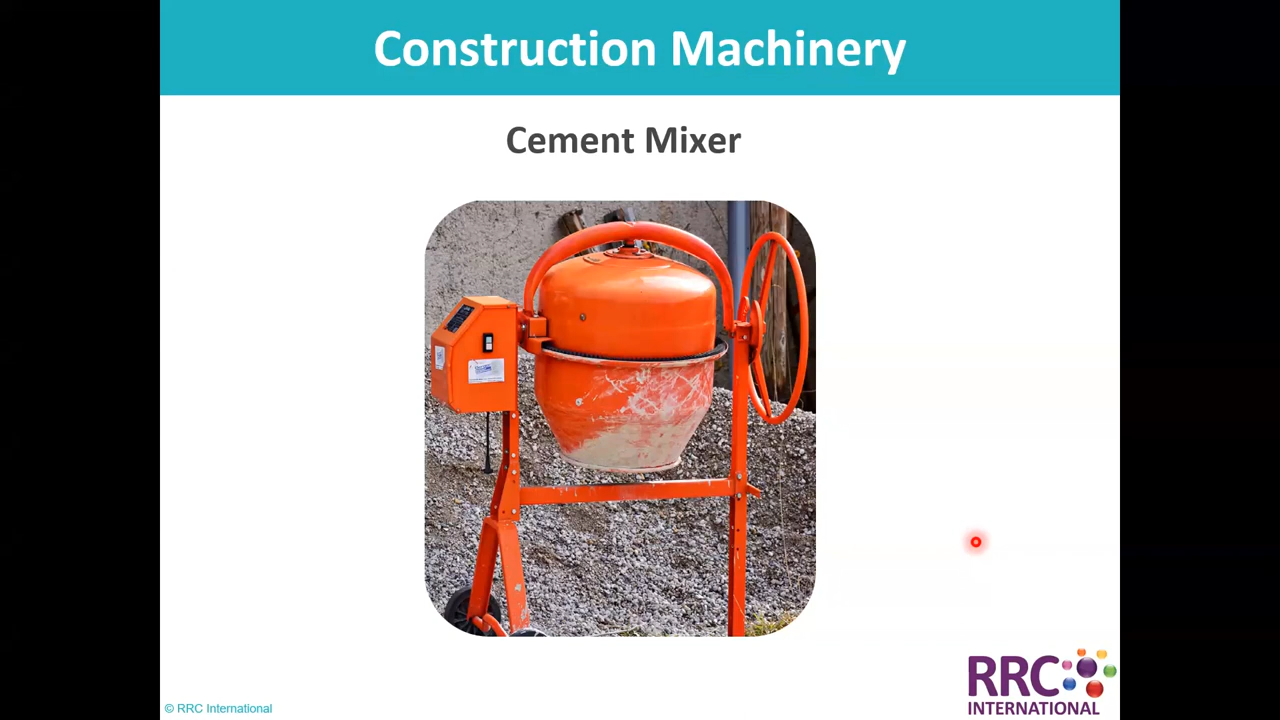 Construction Machinery
Cement Mixer
© RRC International
RRC
INTERNATIONAL